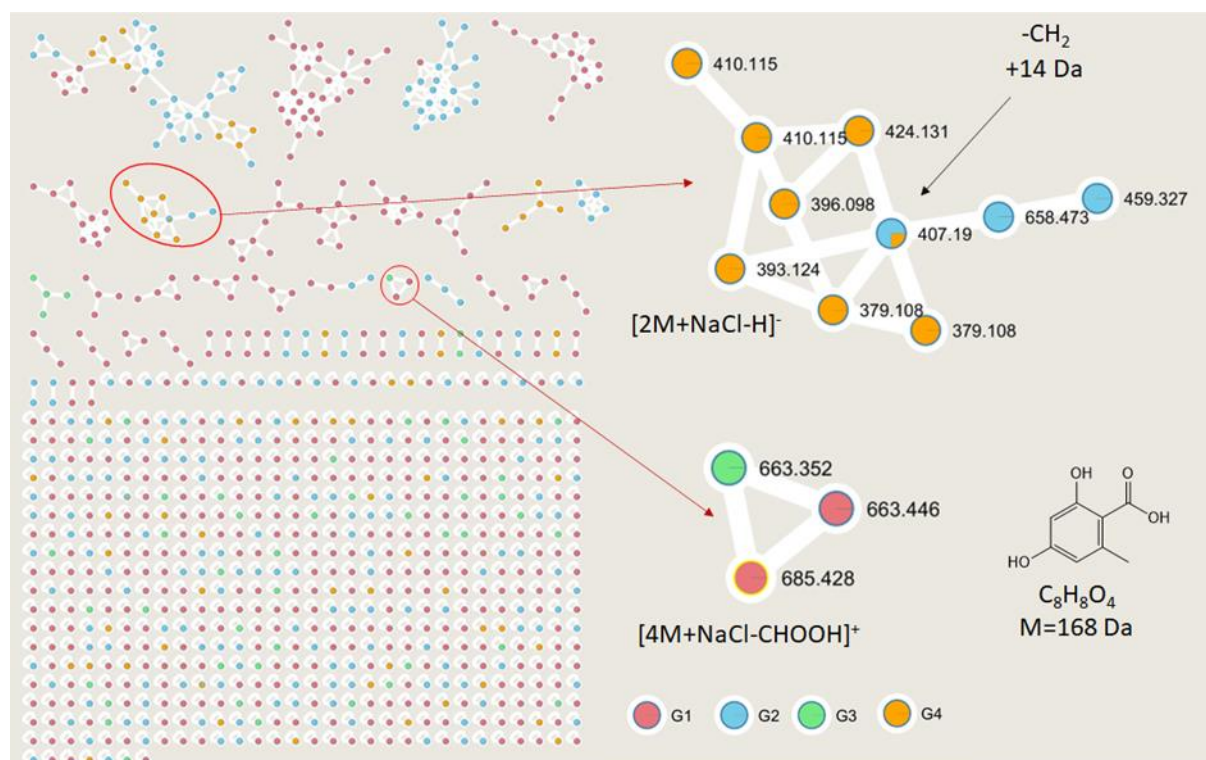 -CH₂
+14 Da
410.115
410.115
424.131
396.098
407.19
658.473
459.327
393.124
379.108
379.108
[2M+NaCl-H]⁻
663.352
663.446
685.428
[4M+NaCl-CHOOH]⁺
OH
O
OH
HO
C₈H₈O₄
M=168 Da
G1
G2
G3
G4